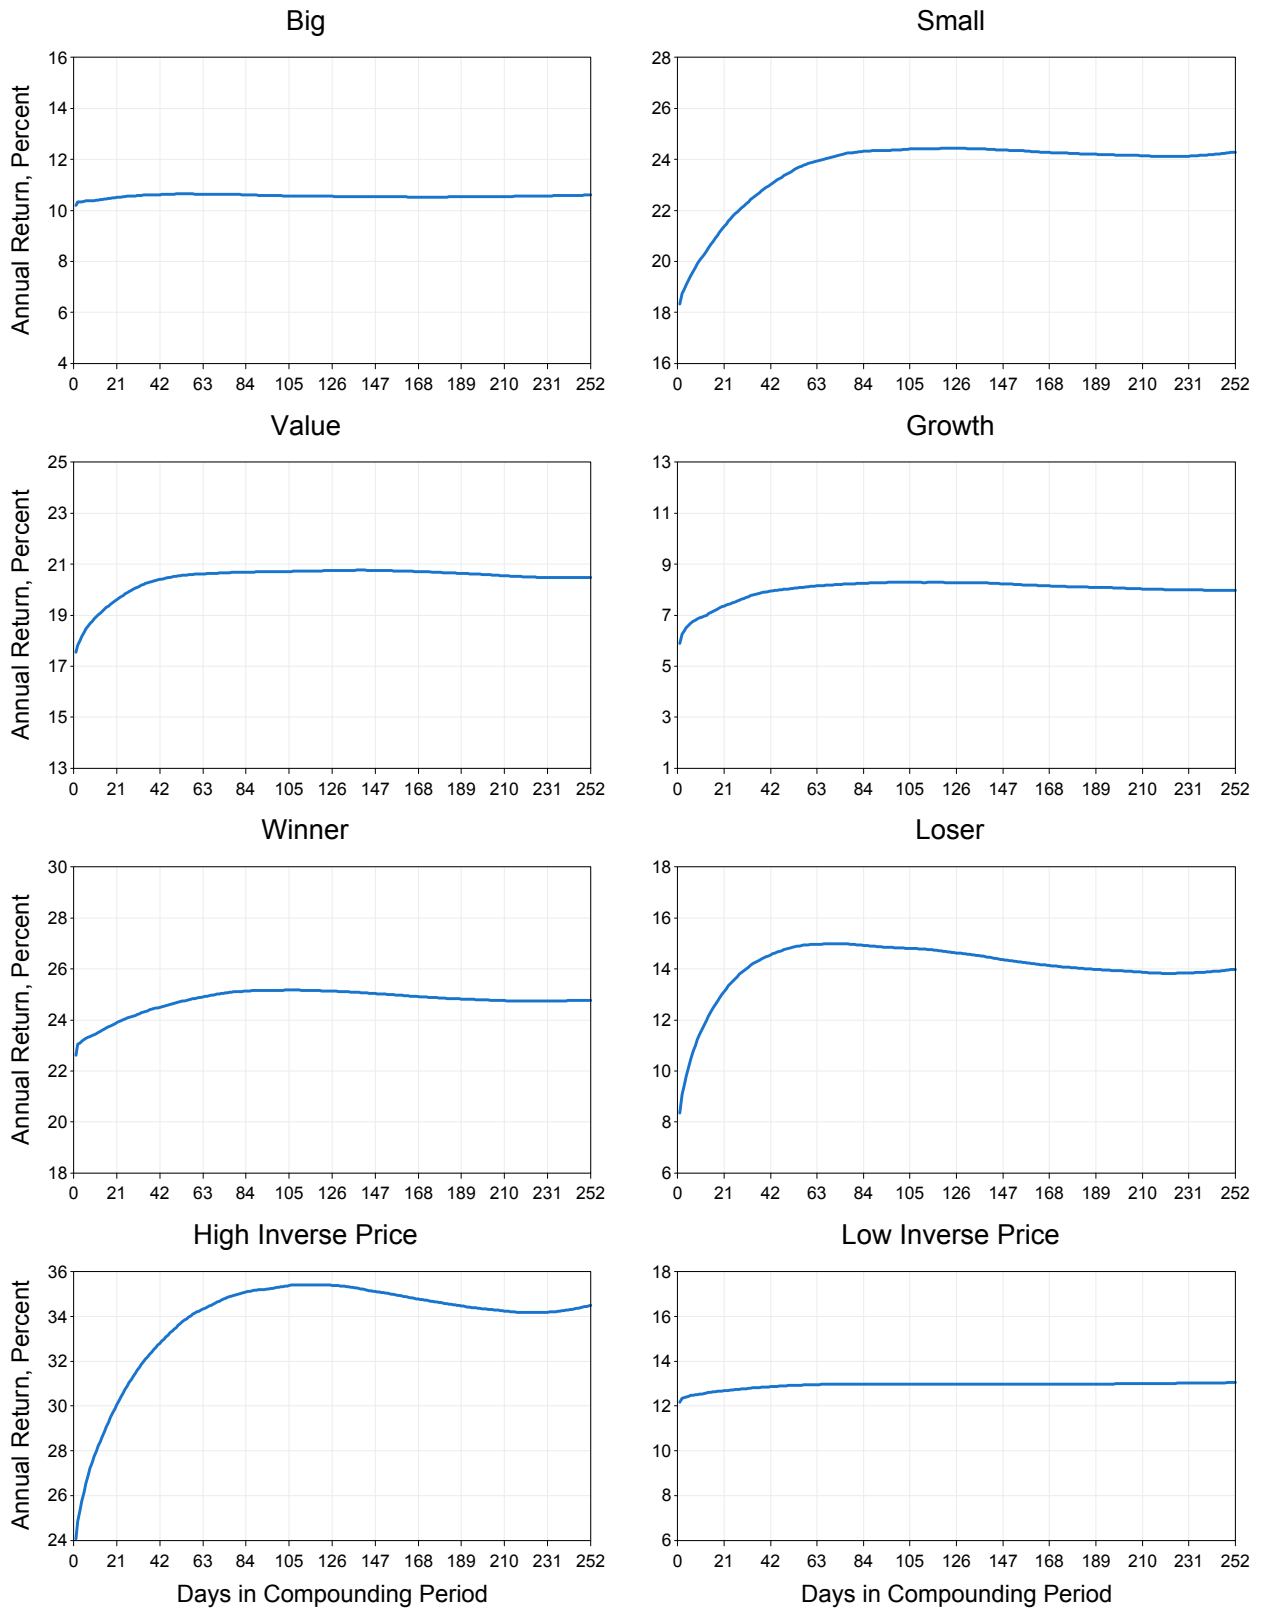 Big
Annual Return, Percent
16
14
12
10
8
6
4
0 21 42 63 84 105 126 147 168 189 210 231 252
Small
28
26
24
22
20
18
16
0 21 42 63 84 105 126 147 168 189 210 231 252
Value
Annual Return, Percent
25
23
21
19
17
15
13
0 21 42 63 84 105 126 147 168 189 210 231 252
Growth
13
11
9
7
5
3
1
0 21 42 63 84 105 126 147 168 189 210 231 252
Winner
Annual Return, Percent
30
28
26
24
22
20
18
0 21 42 63 84 105 126 147 168 189 210 231 252
Loser
18
16
14
12
10
8
6
0 21 42 63 84 105 126 147 168 189 210 231 252
High Inverse Price
Annual Return, Percent
36
34
32
30
28
26
24
0 21 42 63 84 105 126 147 168 189 210 231 252
Days in Compounding Period
Low Inverse Price
18
16
14
12
10
8
6
0 21 42 63 84 105 126 147 168 189 210 231 252
Days in Compounding Period